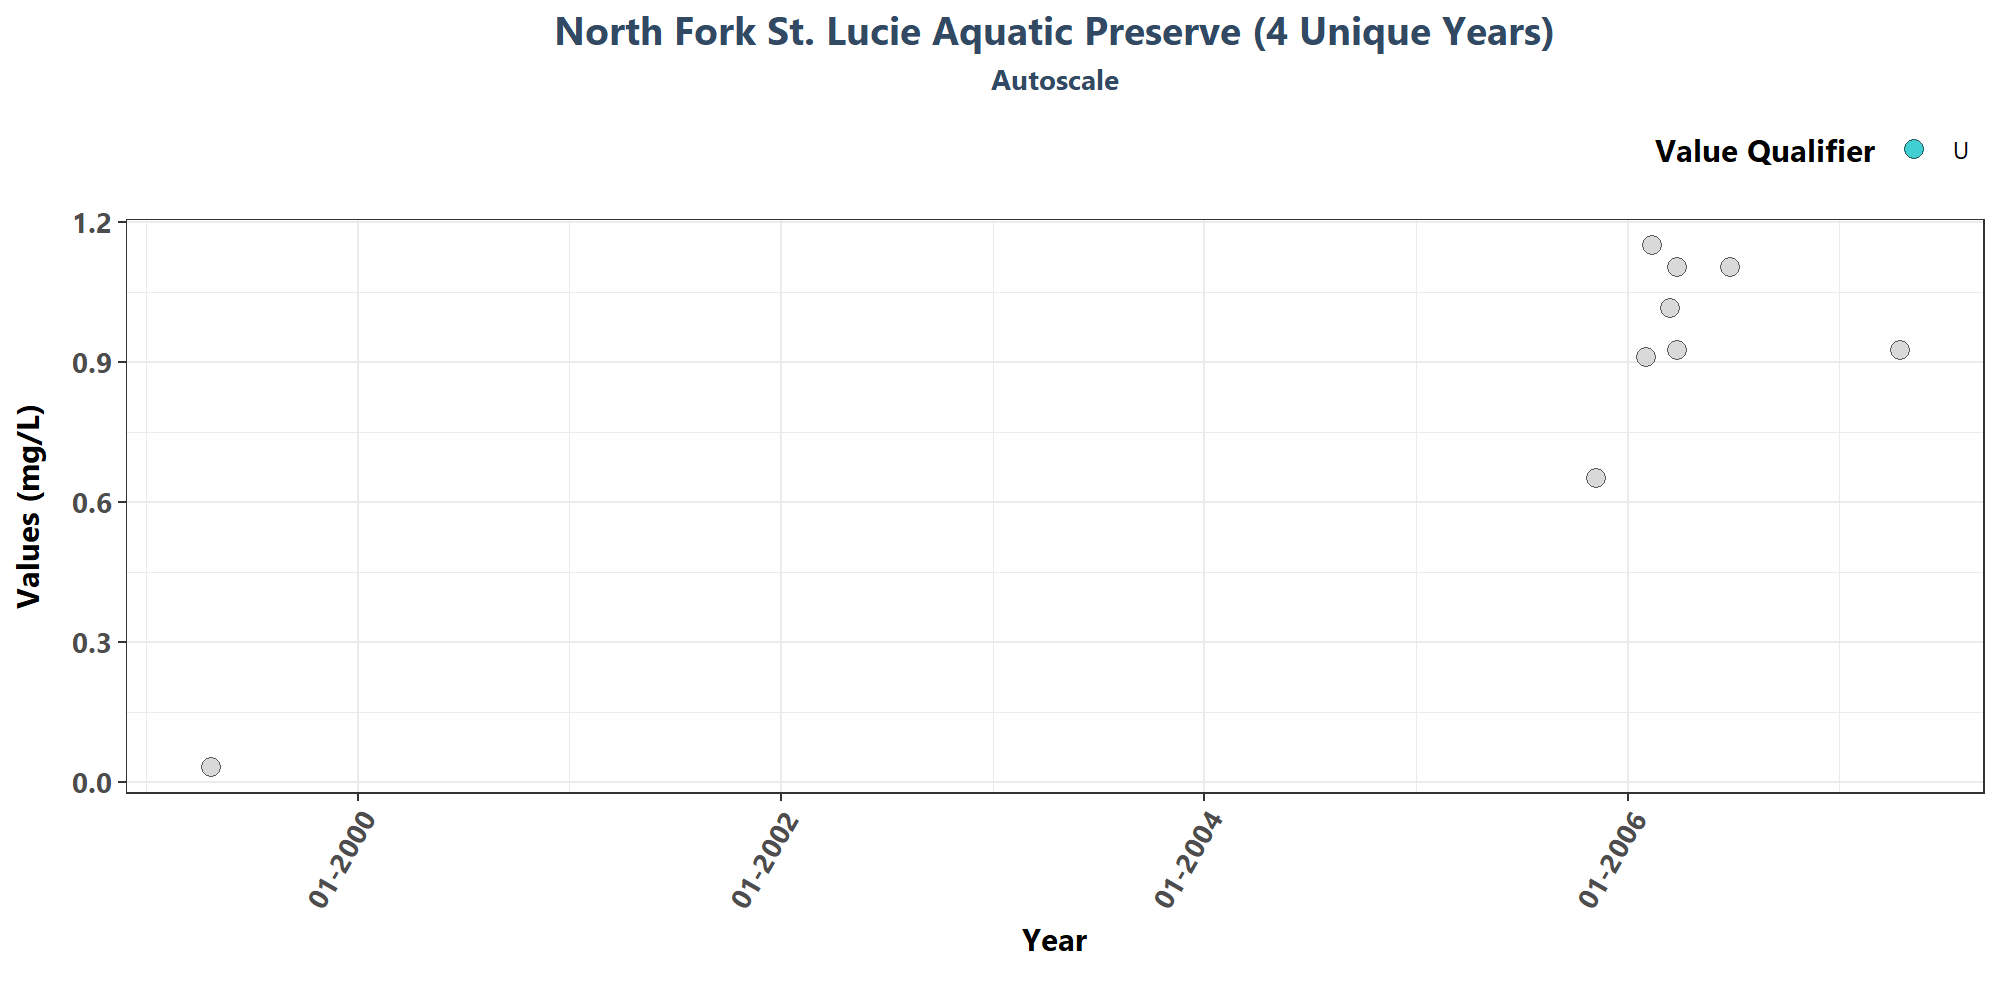 North Fork St. Lucie Aquatic Preserve (4 Unique Years)
Autoscale
Value Qualifier U
1.2
0.9
0.6
0.3
0.0
Values (mg/L)
01-2000
01-2002
01-2004
01-2006
Year